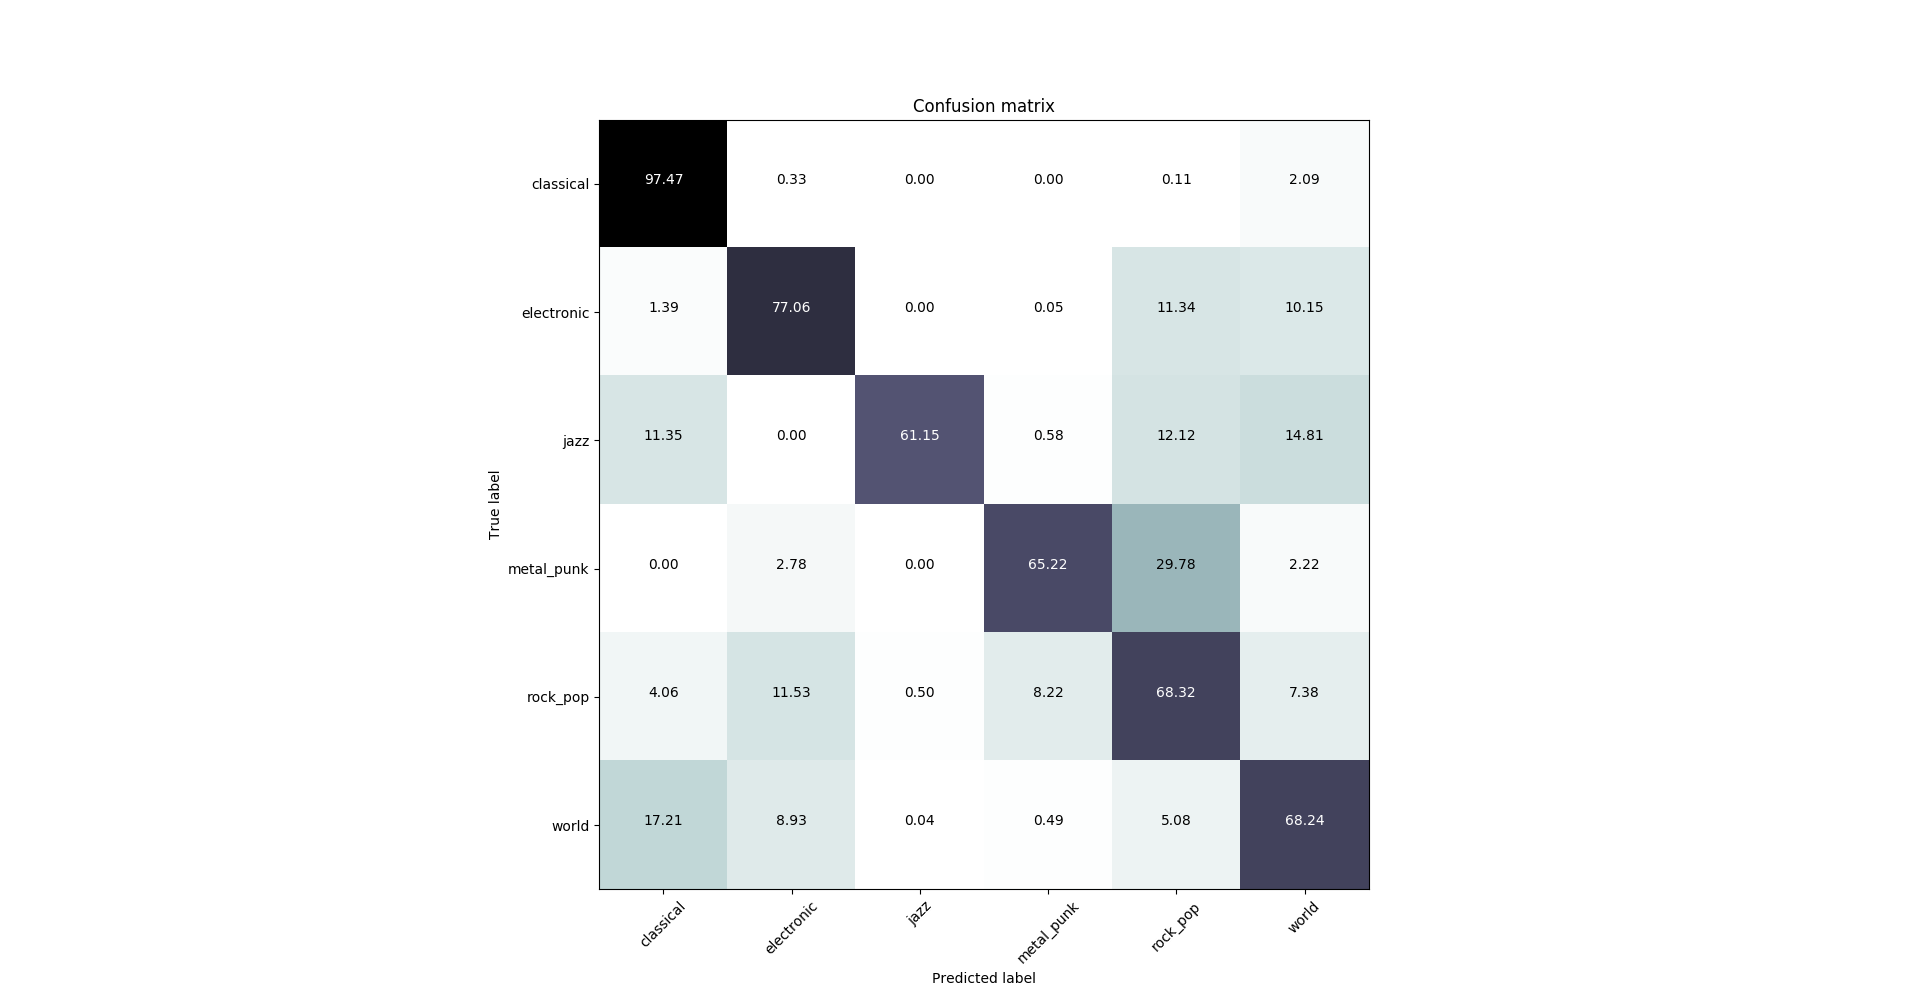 Confusion matrix
classical 97.47 0.33 0.00 0.00 0.11 2.09
electronic 1.39 77.06 0.00 0.05 11.34 10.15
jazz 11.35 0.00 61.15 0.58 12.12 14.81
True label
metal_punk 0.00 2.78 0.00 65.22 29.78 2.22
rock_pop 4.06 11.53 0.50 8.22 68.32 7.38
world 17.21 8.93 0.04 0.49 5.08 68.24
classical electronic jazz metal_punk rock_pop world
Predicted label